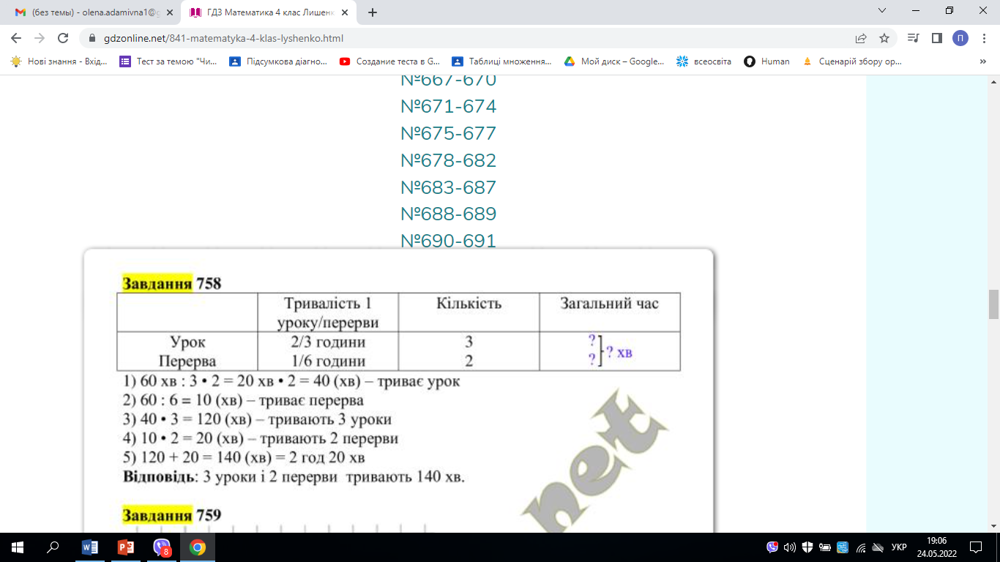 (без темы) - olena.adamivna1@g
ГДЗ Математика 4 клас Лишенк
gdzonline.net/841-matematyka-4-klas-lyshenko.html
Нові знання - Вхід...
Тест за темою "Чи...
Підсумкова діагно...
Создание теста в G...
Таблиці множення...
Мой диск – Google...
всеосвіта
Human
Сценарій збору ор...
»
№667-670
№671-674
№675-677
№678-682
№683-687
№688-689
№690-691
Завдання 758
Тривалість 1 уроку/перерви
Кількість
Загальний час
Урок 2/3 години 3 ?
Перерва 1/6 години 2 ?
? хв
1) 60 хв : 3 • 2 = 20 хв • 2 = 40 (хв) – триває урок
2) 60 : 6 = 10 (хв) – триває перерва
3) 40 • 3 = 120 (хв) – тривають 3 уроки
4) 10 • 2 = 20 (хв) – тривають 2 перерви
5) 120 + 20 = 140 (хв) = 2 год 20 хв
Відповідь: 3 уроки і 2 перерви тривають 140 хв.
net
Завдання 759
8
УКР
19:06
24.05.2022